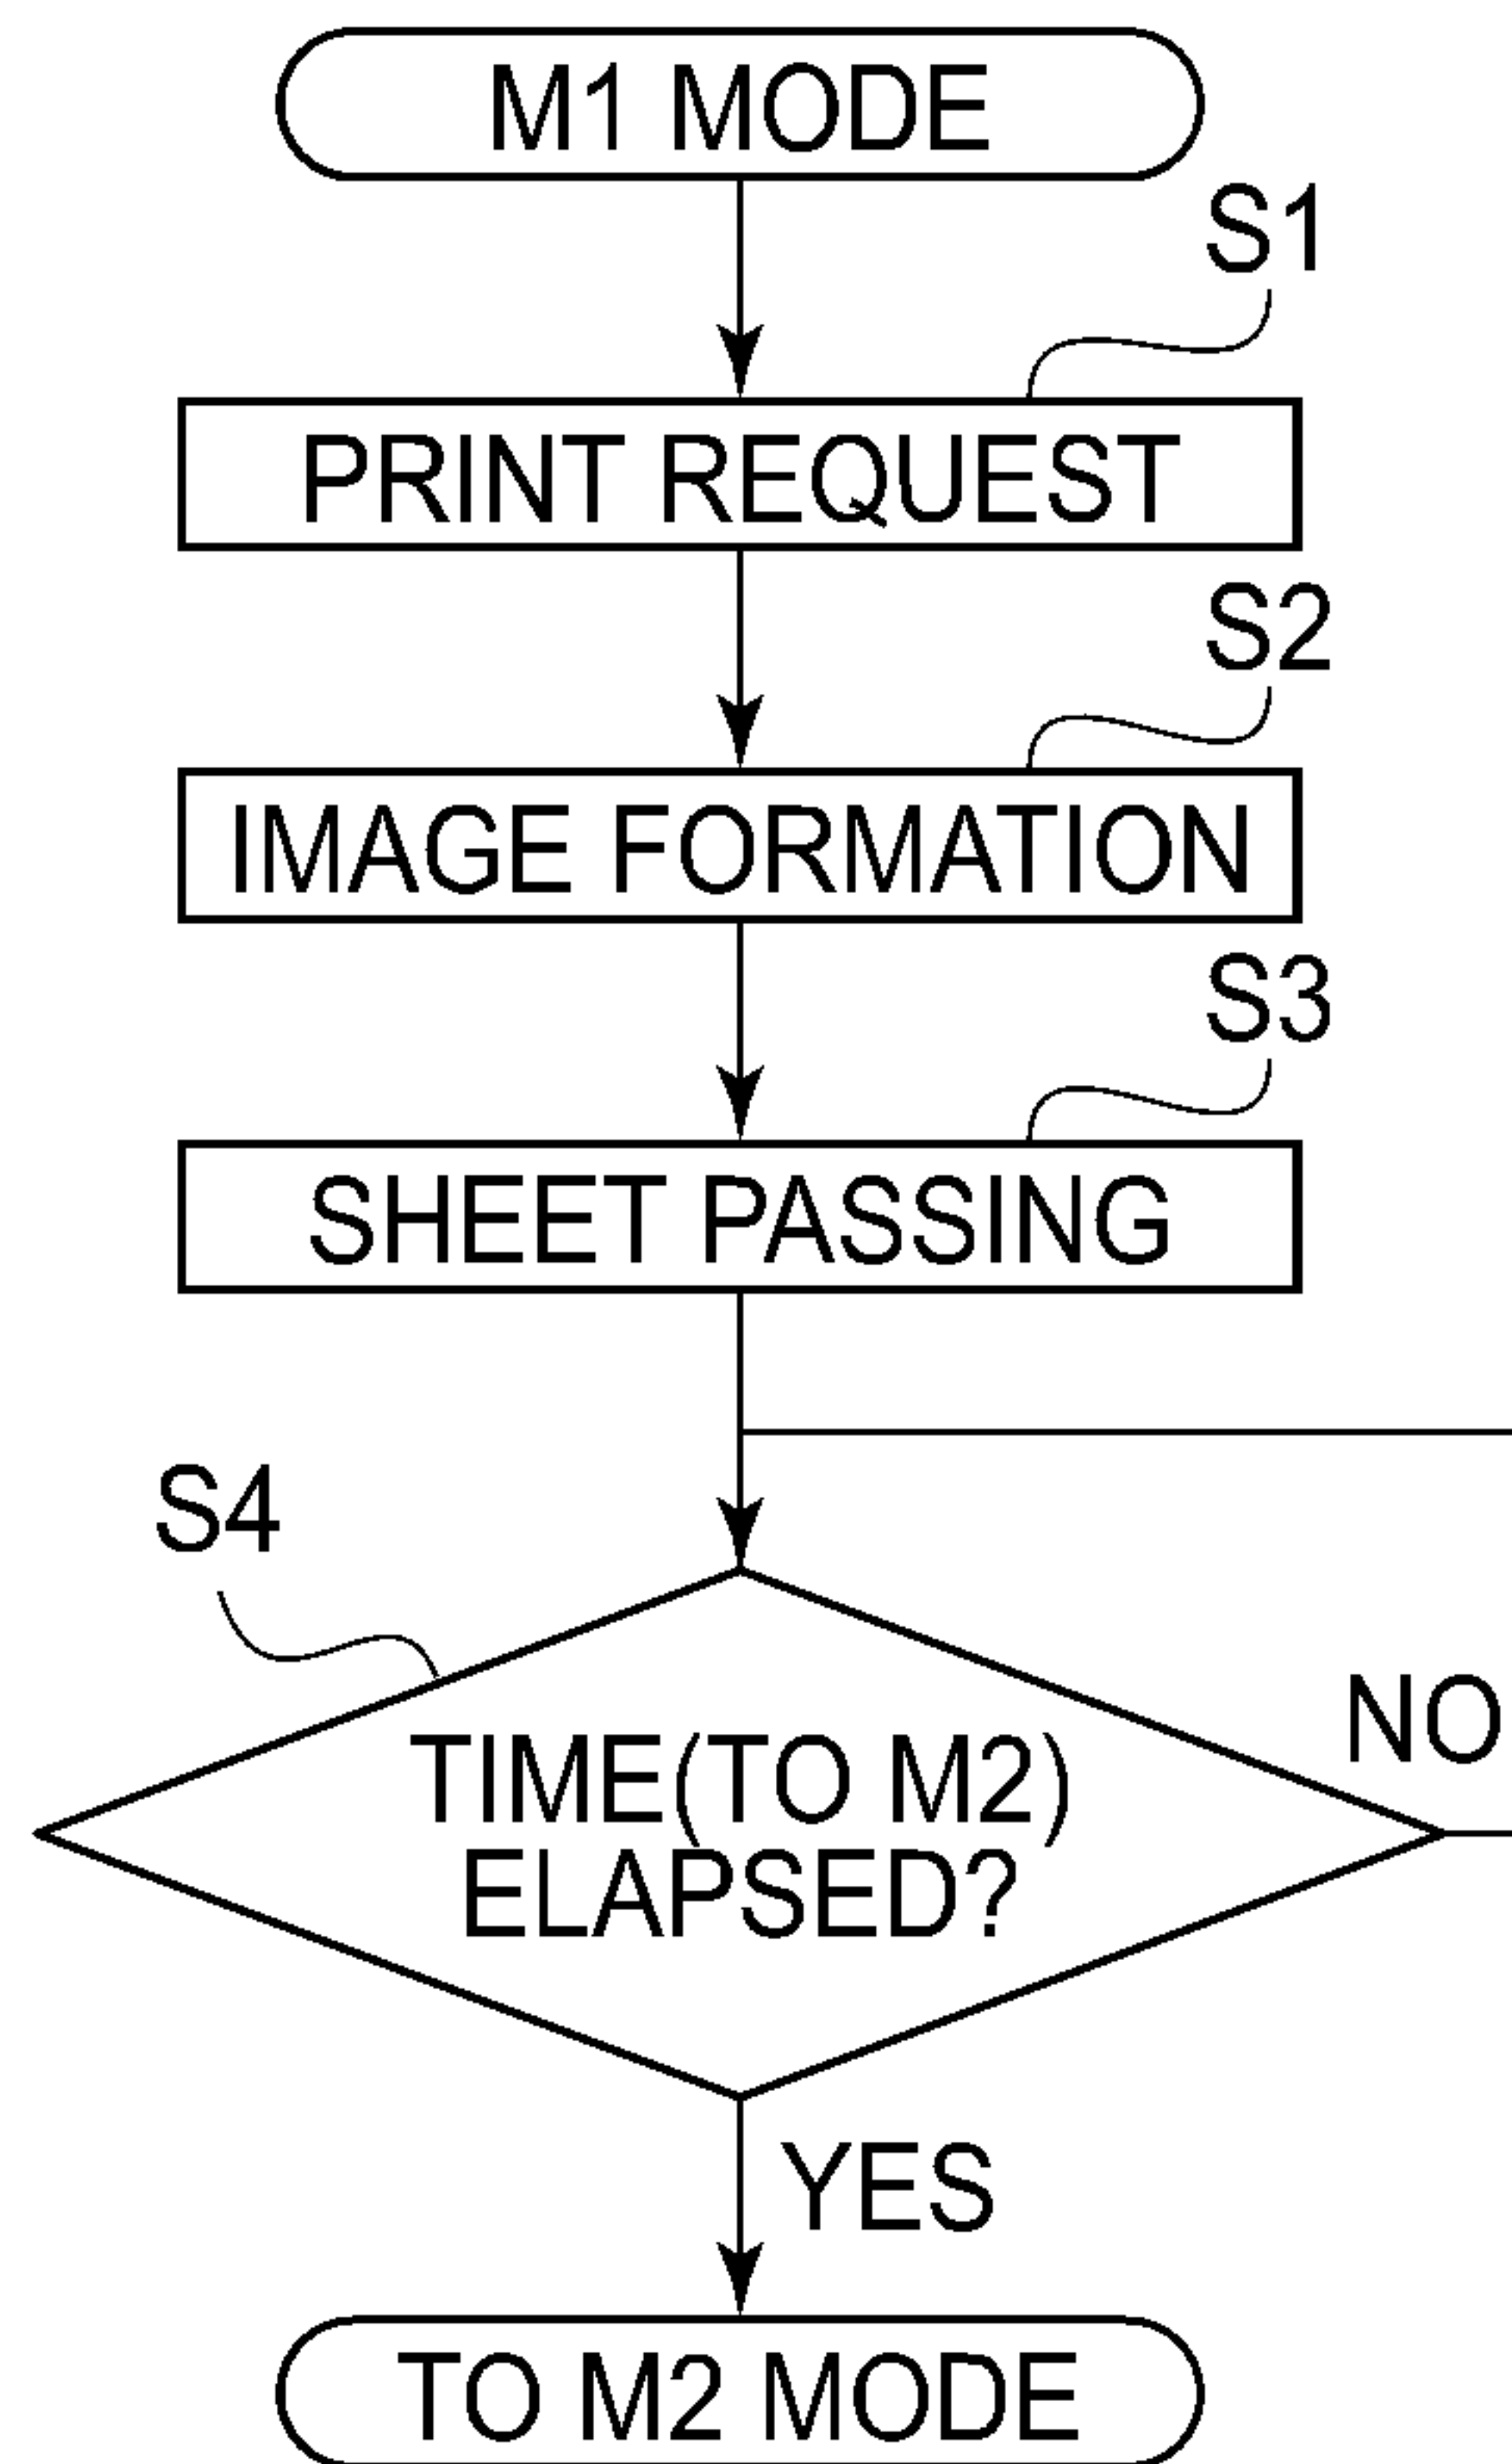 M1 MODE
S1
PRINT REQUEST
S2
IMAGE FORMATION
S3
SHEET PASSING
S4
TIME(TO M2)
ELAPSED?
NO
YES
TO M2 MODE